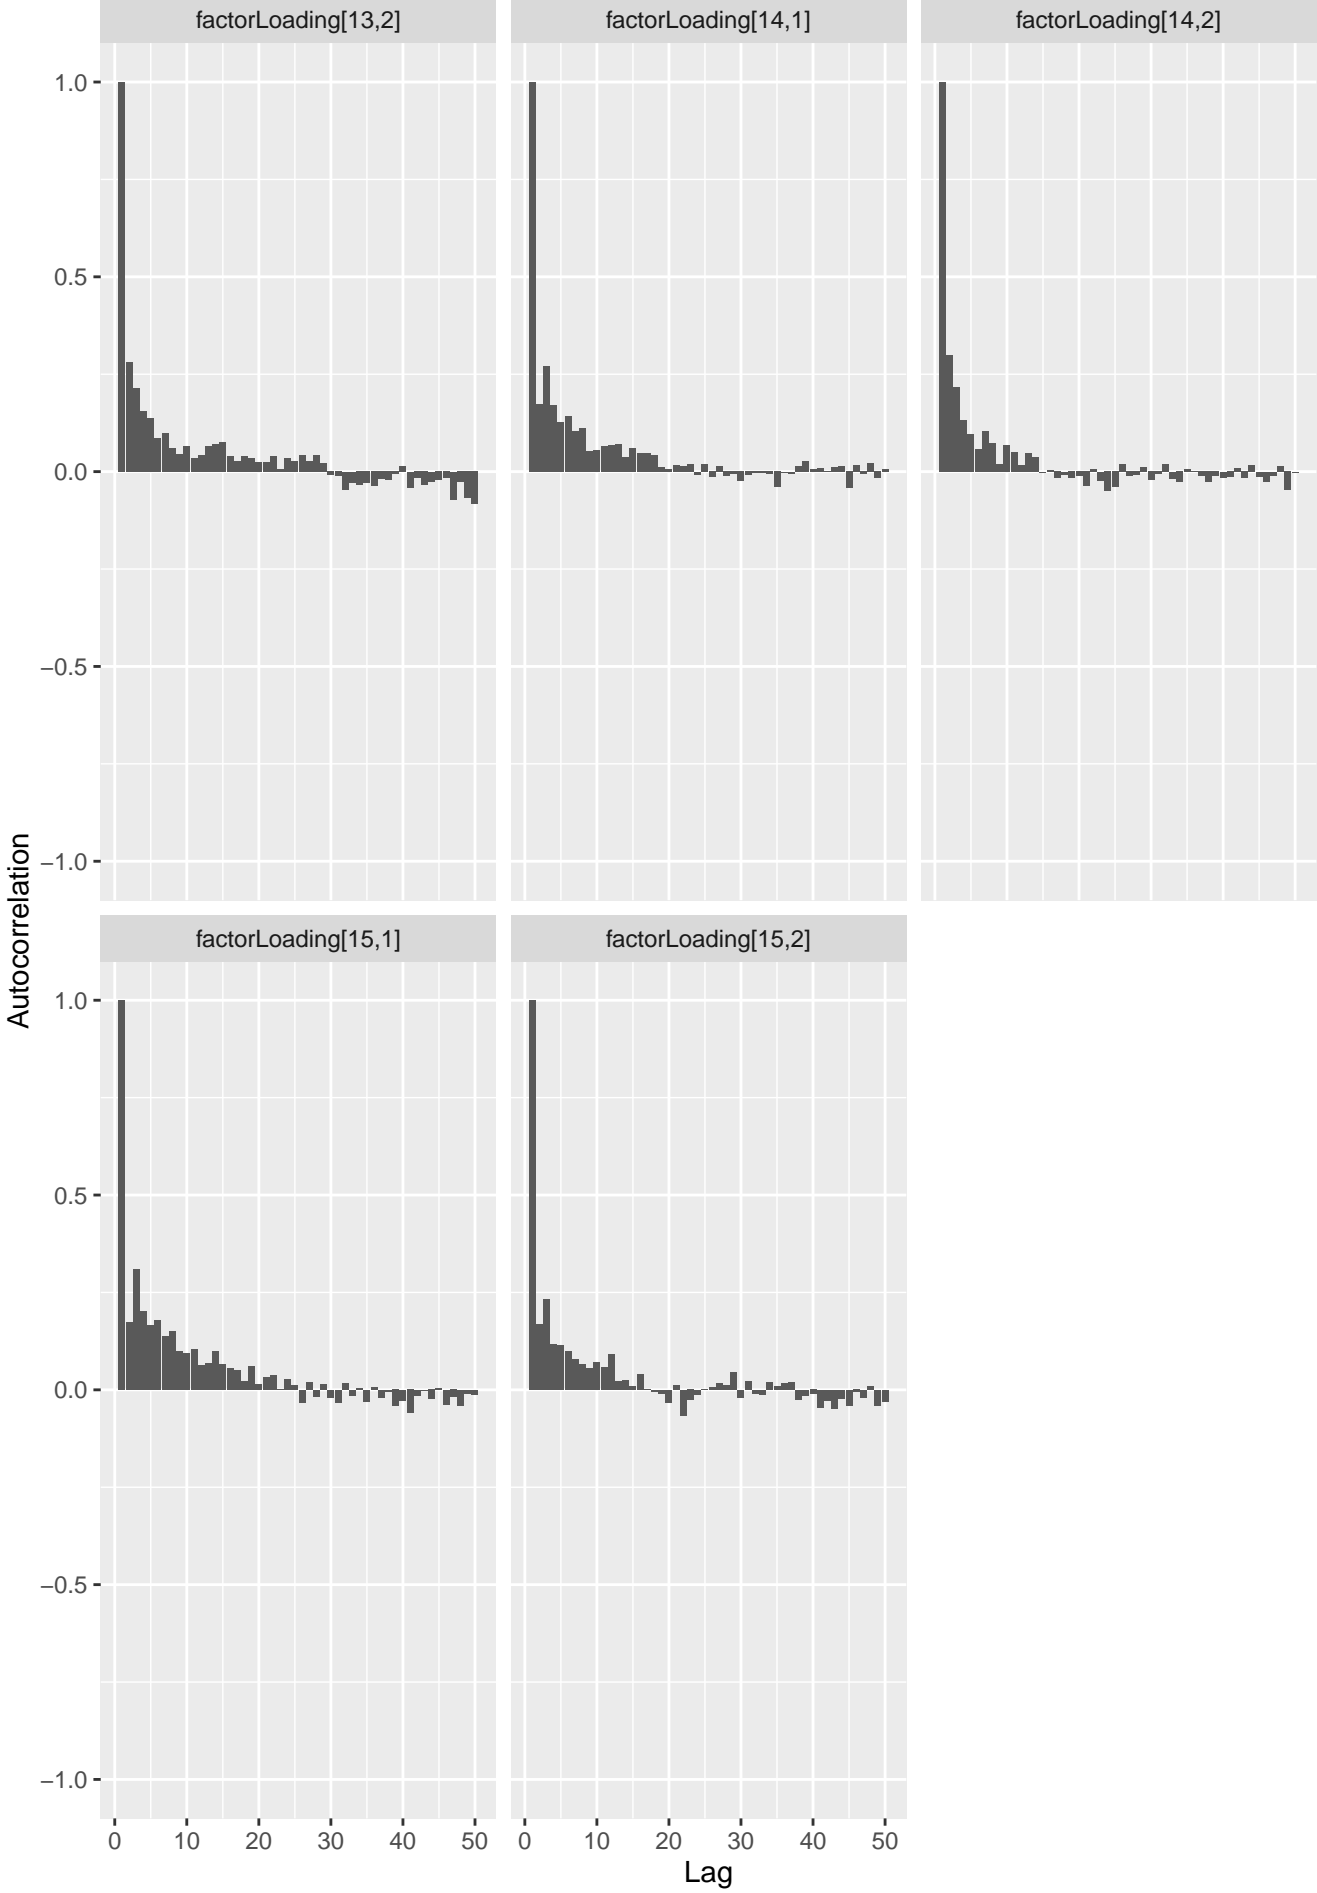 factorLoading[13,2] factorLoading[14,1] factorLoading[14,2]
1.0
0.5
0.0
−0.5
−1.0
Autocorrelation
factorLoading[15,1] factorLoading[15,2]
1.0
0.5
0.0
−0.5
−1.0
0 10 20 30 40 50 0 10 20 30 40 50
Lag